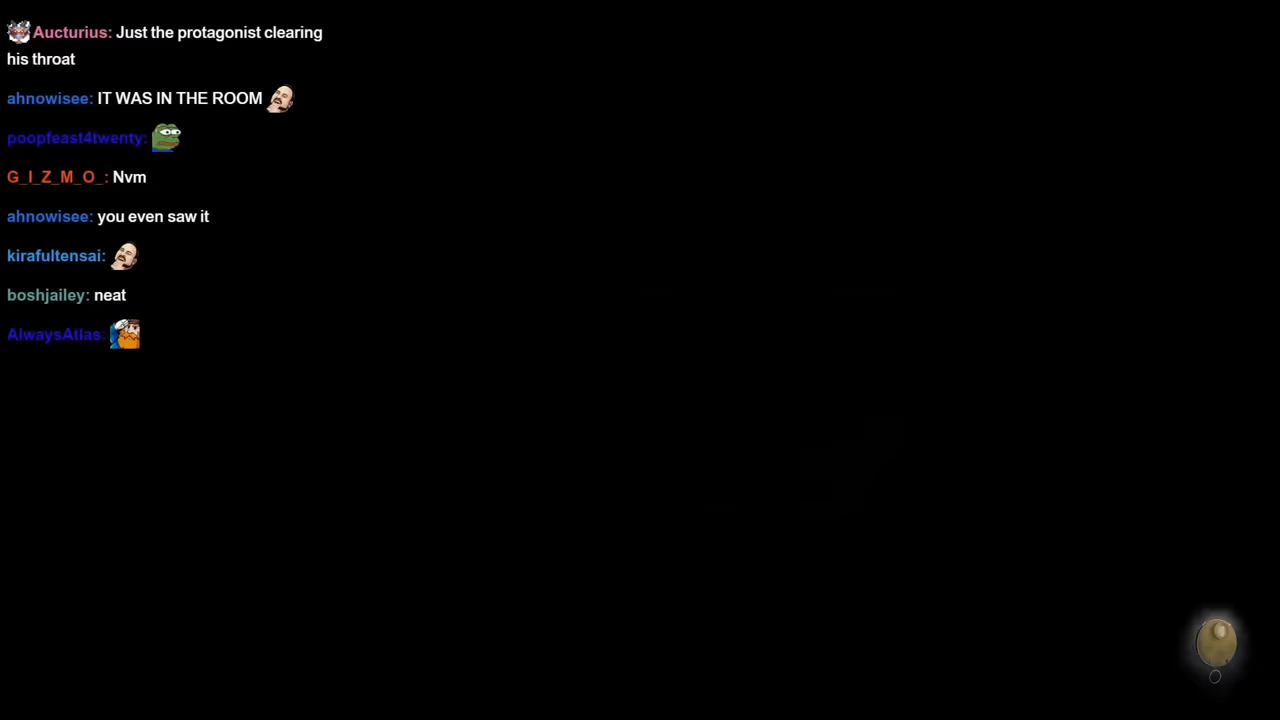 Aucturius: Just the protagonist clearing
his throat
ahnowisee: IT WAS IN THE ROOM
poopfeast4twenty:
G_I_Z_M_O_: Nvm
ahnowisee: you even saw it
kirafultensai:
boshjailey: neat
AlwaysAtlas: